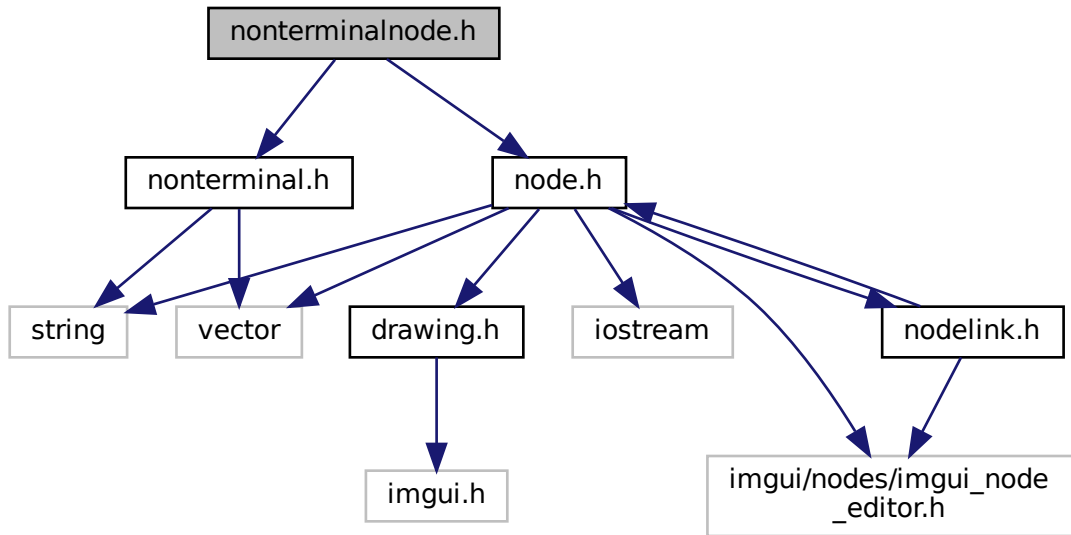 nonterminalnode.h
nonterminal.h
node.h
string
vector
drawing.h
iostream
nodelink.h
imgui.h
imgui/nodes/imgui_node
_editor.h